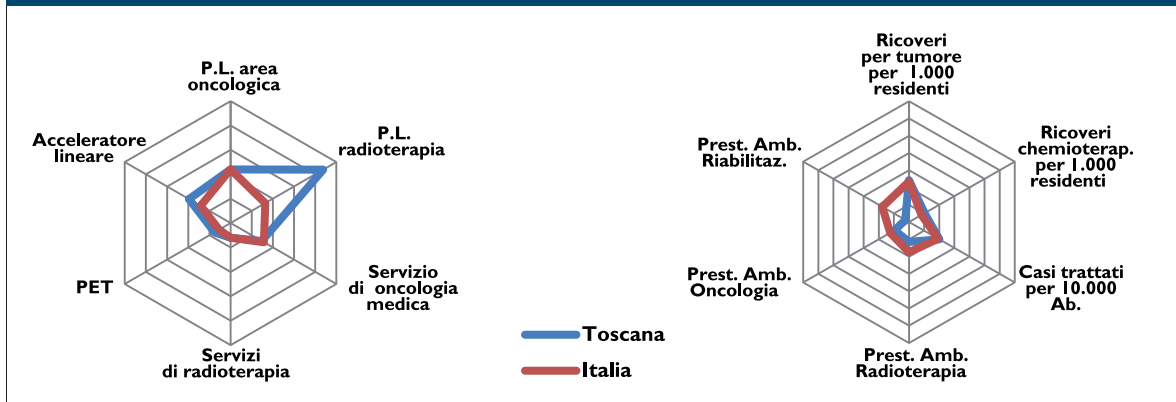 P.L. area
oncologica
P.L.
radioterapia
Servizio
di oncologia
medica
Servizi
di radioterapia
PET
Acceleratore
lineare
Toscana
Italia
Ricoveri
per tumore
per 1.000
residenti
Ricoveri
chemioterap.
per 1.000
residenti
Casi trattati
per 10.000
Ab.
Prest. Amb.
Radioterapia
Prest. Amb.
Oncologia
Prest. Amb.
Riabilitaz.